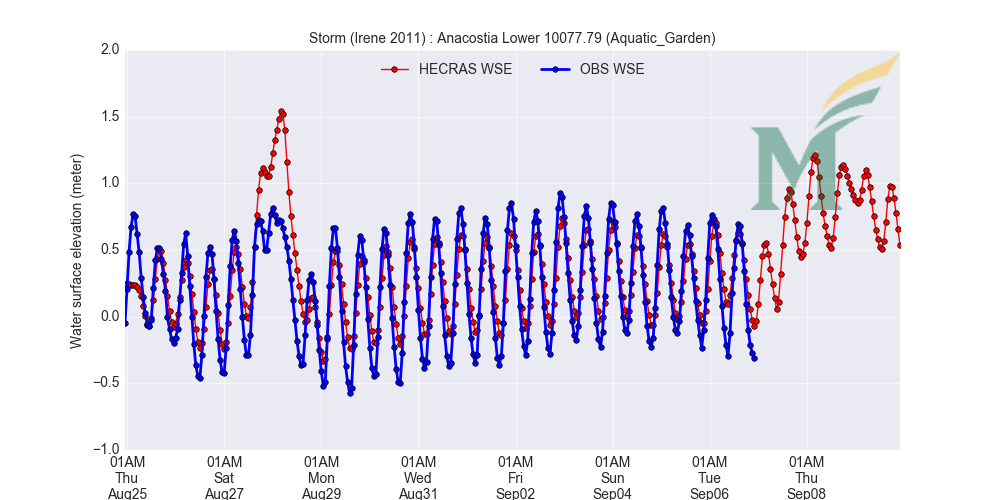 Storm (Irene 2011) : Anacostia Lower 10077.79 (Aquatic_Garden)
HECRAS WSE
OBS WSE
M
Water surface elevation (meter)
2.0
1.5
1.0
0.5
0.0
−0.5
−1.0
01AM 01AM 01AM 01AM 01AM 01AM 01AM 01AM
Thu Sat Mon Wed Fri Sun Tue Thu
Aug25 Aug27 Aug29 Aug31 Sep02 Sep04 Sep06 Sep08